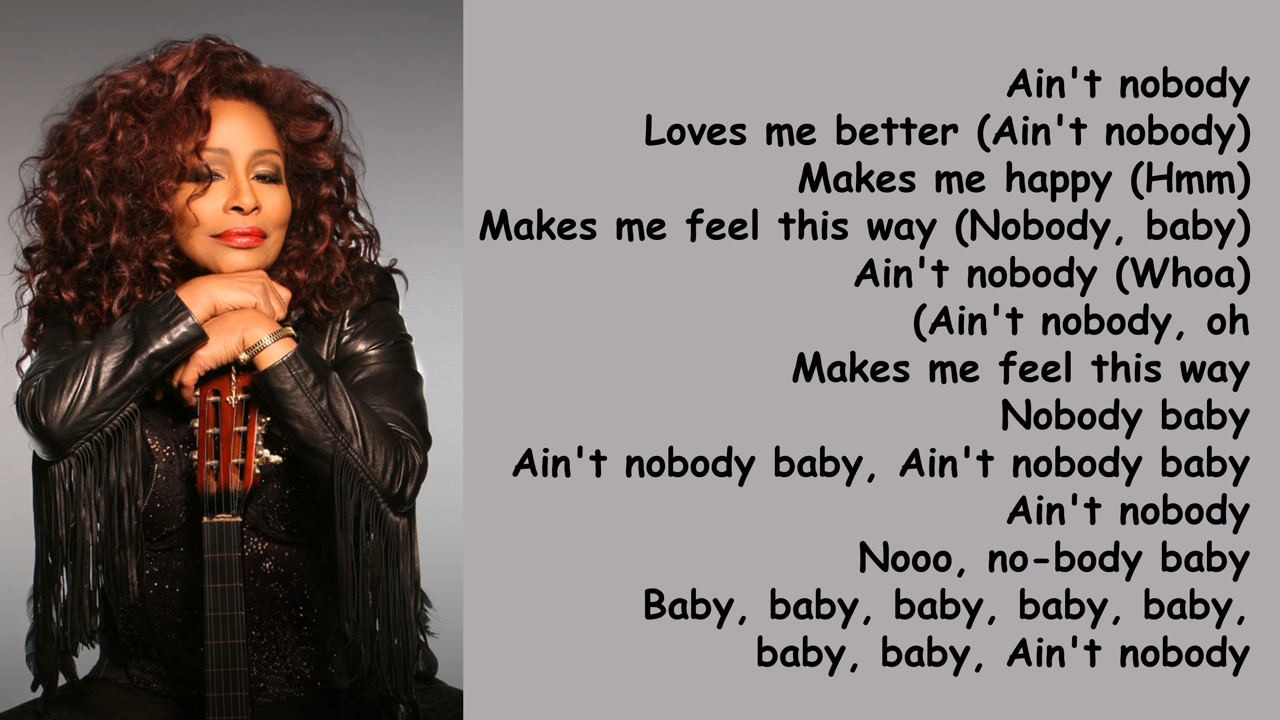 Ain't nobody
Loves me better (Ain't nobody)
Makes me happy (Hmm)
Makes me feel this way (Nobody, baby)
Ain't nobody (Whoa)
(Ain't nobody, oh
Makes me feel this way
Nobody baby
Ain't nobody baby, Ain't nobody baby
Ain't nobody
Nooo, no-body baby
Baby, baby, baby, baby, baby,
baby, baby, Ain't nobody